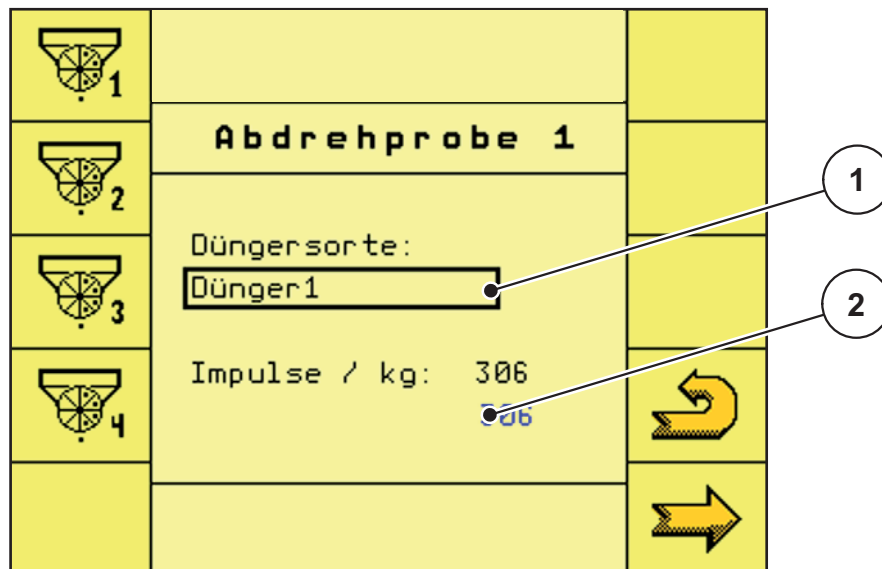 1
2
3
4
Abdrehprobe 1
Düngersorte:
Dünger1
Impulse / kg: 306
306
1
2